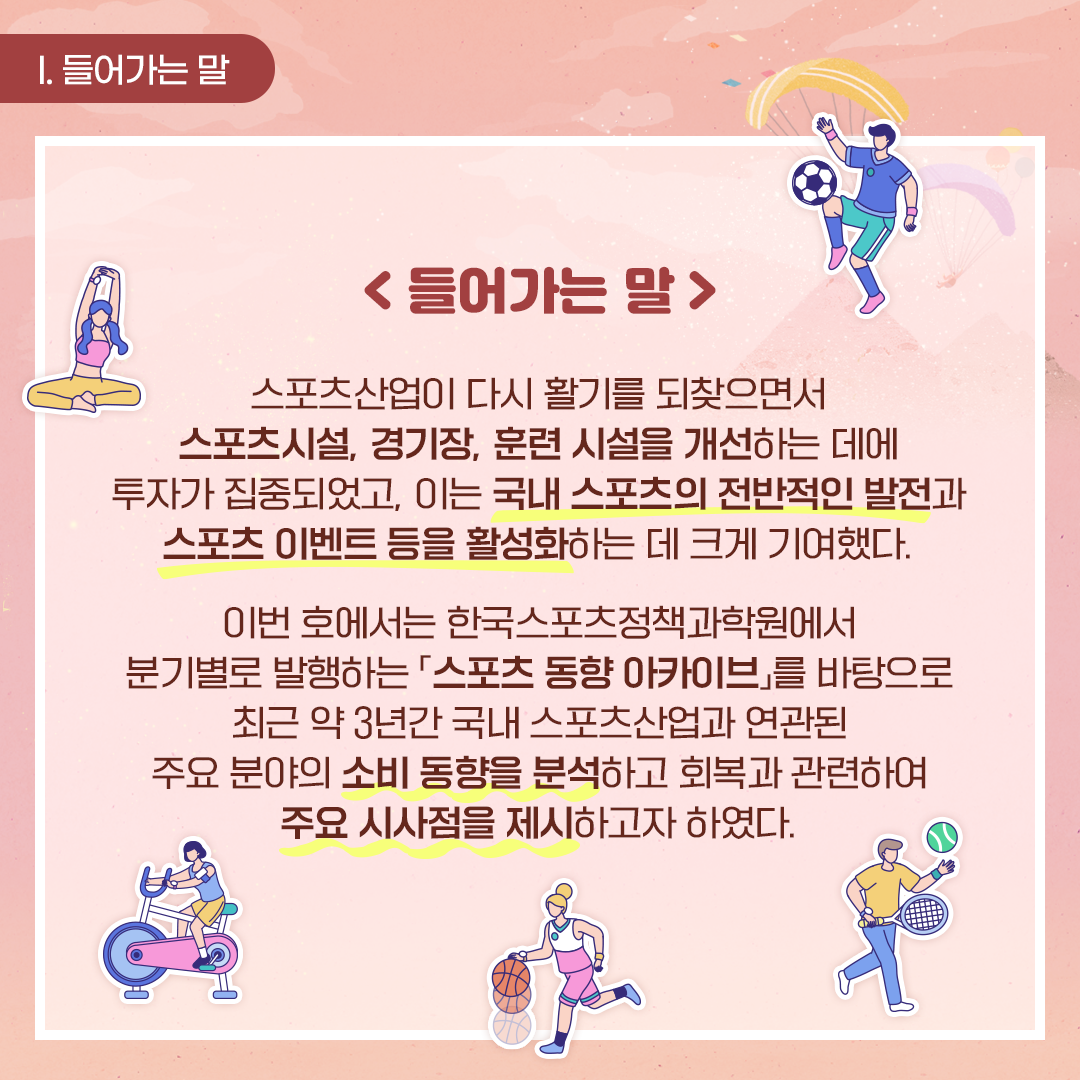 I. 들어가는 말
< 들어가는 말 >
스포츠산업이 다시 활기를 되찾으면서
스포츠시설, 경기장, 훈련 시설을 개선하는 데에
투자가 집중되었고, 이는 국내 스포츠의 전반적인 발전과
스포츠 이벤트 등을 활성화하는 데 크게 기여했다.
이번 호에서는 한국스포츠정책과학원에서
분기별로 발행하는 「스포츠 동향 아카이브」를 바탕으로
최근 약 3년간 국내 스포츠산업과 연관된
주요 분야의 소비 동향을 분석하고 회복과 관련하여
주요 시사점을 제시하고자 하였다.